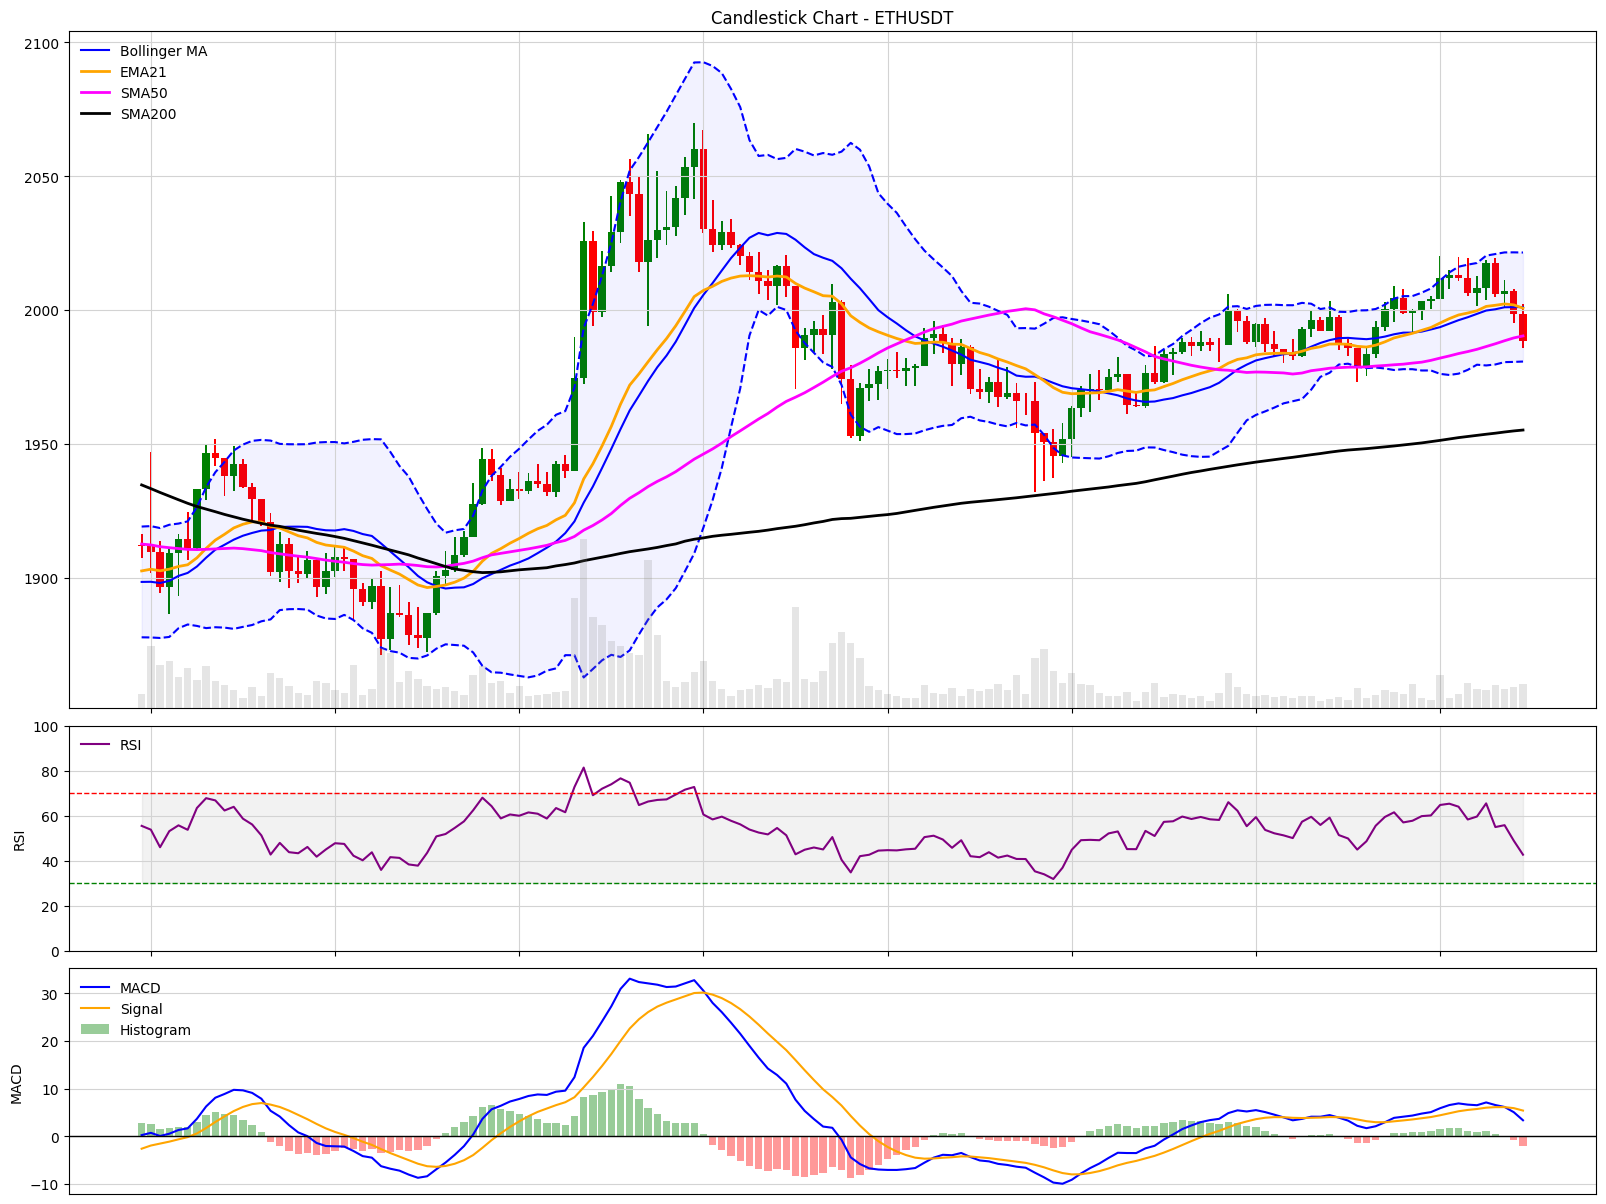 Candlestick Chart - ETHUSDT
Bollinger MA
EMA21
SMA50
SMA200
2100
2050
2000
1950
1900
RSI
RSI
100
80
60
40
20
0
MACD
Signal
Histogram
MACD
30
20
10
0
−10